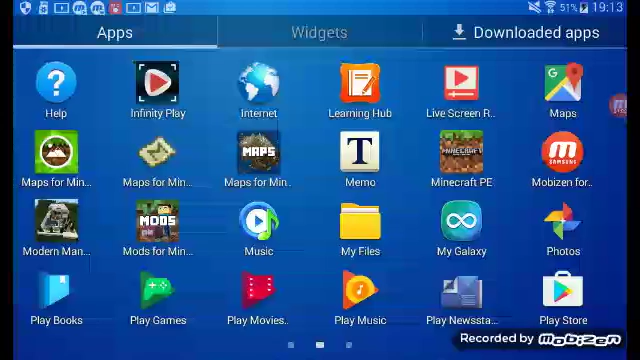 51% 19:13
Apps Widgets Downloaded apps
Help Infinity Play Internet Learning Hub Live Screen R.. Maps
MAPS T MINECRAFT SAMSUNG
Maps for Min... Maps for Min... Maps for Min.. Memo Minecraft PE Mobizen for..
MODS
Modern Man... Mods for Min... Music My Files My Galaxy Photos
Play Books Play Games Play Movies.. Play Music Play Newssta... Play Store
Recorded by Mobizen